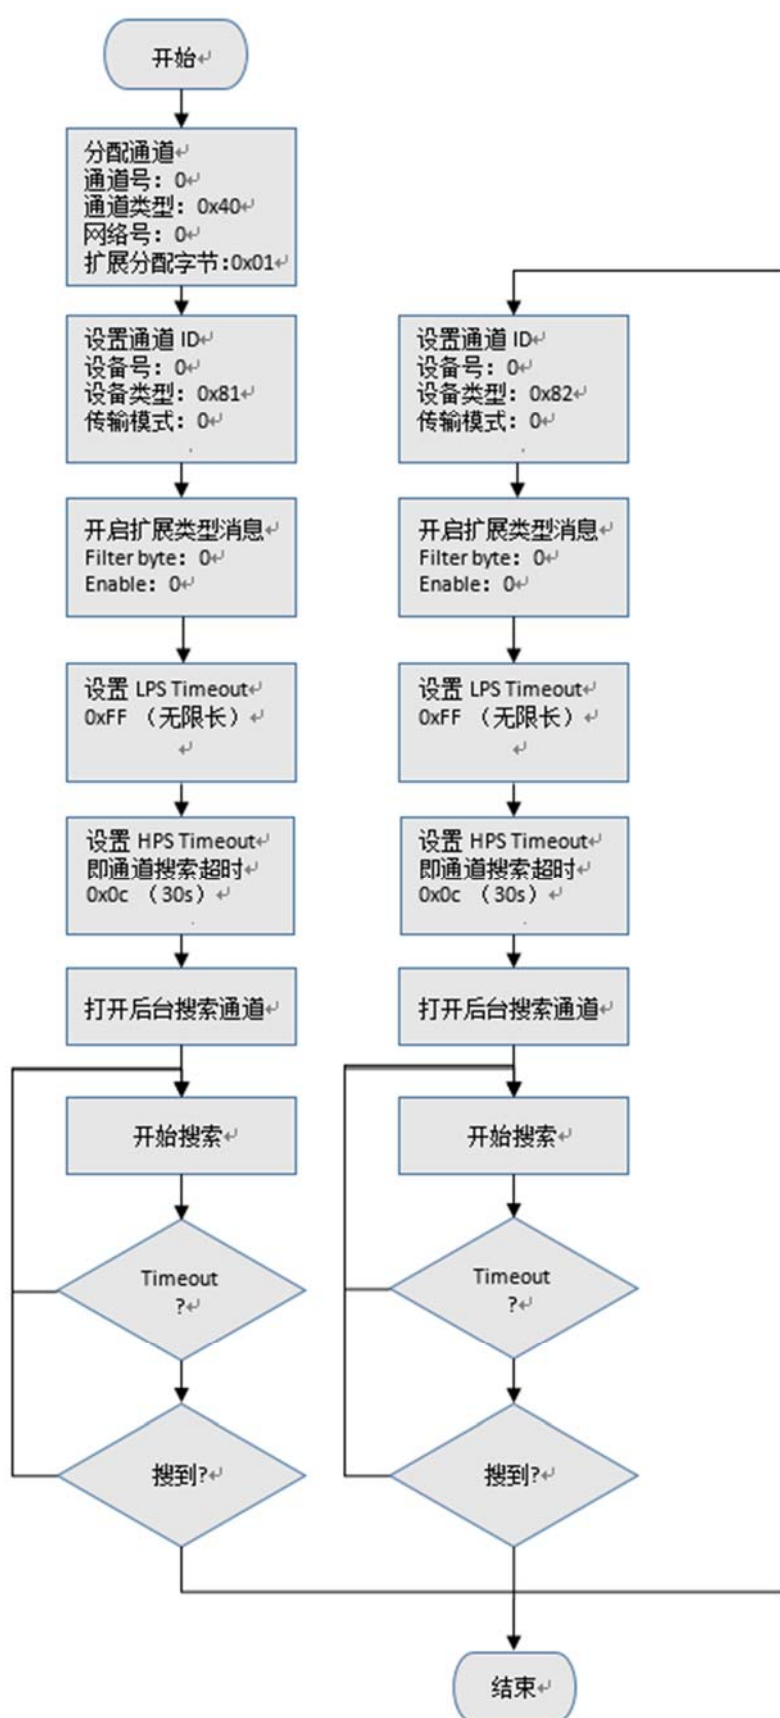 开始
分配通道
通道号：0
通道类型：0x40
网络号：0
扩展分配字节:0x01
设置通道 ID
设备号：0
设备类型：0x81
传输模式：0
开启扩展类型消息
Filter byte：0
Enable：0
设置 LPS Timeout
0xFF （无限长）
设置 HPS Timeout
即通道搜索超时
0x0c （30s）
打开后台搜索通道
开始搜索
Timeout
?
搜到?
设置通道 ID
设备号：0
设备类型：0x82
传输模式：0
开启扩展类型消息
Filter byte：0
Enable：0
设置 LPS Timeout
0xFF （无限长）
设置 HPS Timeout
即通道搜索超时
0x0c （30s）
打开后台搜索通道
开始搜索
Timeout
?
搜到?
结束